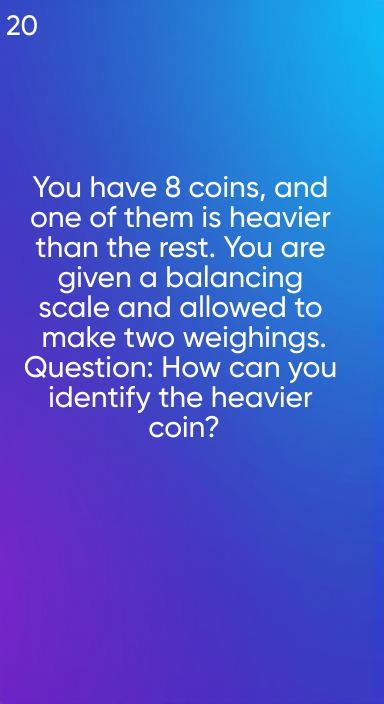 20
You have 8 coins, and
one of them is heavier
than the rest. You are
given a balancing
scale and allowed to
make two weighings.
Question: How can you
identify the heavier
coin?